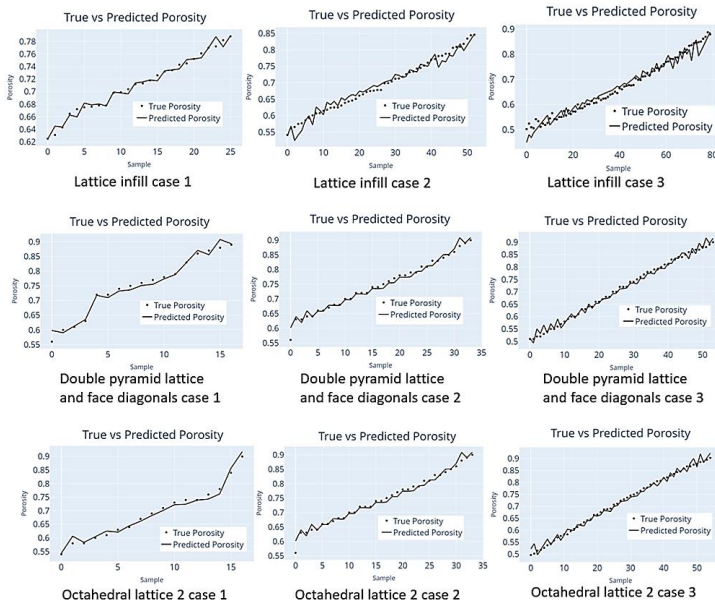 True vs Predicted Porosity
Porosity
0.78
0.76
0.74
0.72
0.70
0.68
0.66
0.64
0.62
True Porosity
Predicted Porosity
0
5
10
15
20
25
Sample
Lattice infill case 1
True vs Predicted Porosity
Porosity
0.85
0.8
0.75
0.7
0.65
0.6
0.55
True Porosity
Predicted Porosity
0
10
20
30
40
50
Sample
Lattice infill case 2
True vs Predicted Porosity
Porosity
0.9
0.8
0.7
0.6
0.5
True Porosity
Predicted Porosity
0
20
40
60
80
Sample
Lattice infill case 3
True vs Predicted Porosity
Porosity
0.9
0.85
0.8
0.75
0.7
0.65
0.6
0.55
True Porosity
Predicted Porosity
0
5
10
15
Sample
Double pyramid lattice
and face diagonals case 1
True vs Predicted Porosity
Porosity
0.9
0.85
0.8
0.75
0.7
0.65
0.6
0.55
True Porosity
Predicted Porosity
0
5
10
15
20
25
30
35
Sample
Double pyramid lattice
and face diagonals case 2
True vs Predicted Porosity
Porosity
0.9
0.85
0.8
0.75
0.7
0.65
0.6
0.55
0.5
True Porosity
Predicted Porosity
0
10
20
30
40
50
Sample
Double pyramid lattice
and face diagonals case 3
True vs Predicted Porosity
Porosity
0.9
0.85
0.8
0.75
0.7
0.65
0.6
0.55
True Porosity
Predicted Porosity
0
5
10
15
Sample
Octahedral lattice 2 case 1
True vs Predicted Porosity
Porosity
0.9
0.85
0.8
0.75
0.7
0.65
0.6
0.55
True Porosity
Predicted Porosity
0
5
10
15
20
25
30
35
Sample
Octahedral lattice 2 case 2
True vs Predicted Porosity
Porosity
0.9
0.85
0.8
0.75
0.7
0.65
0.6
0.55
0.5
True Porosity
Predicted Porosity
0
10
20
30
40
50
Sample
Octahedral lattice 2 case 3